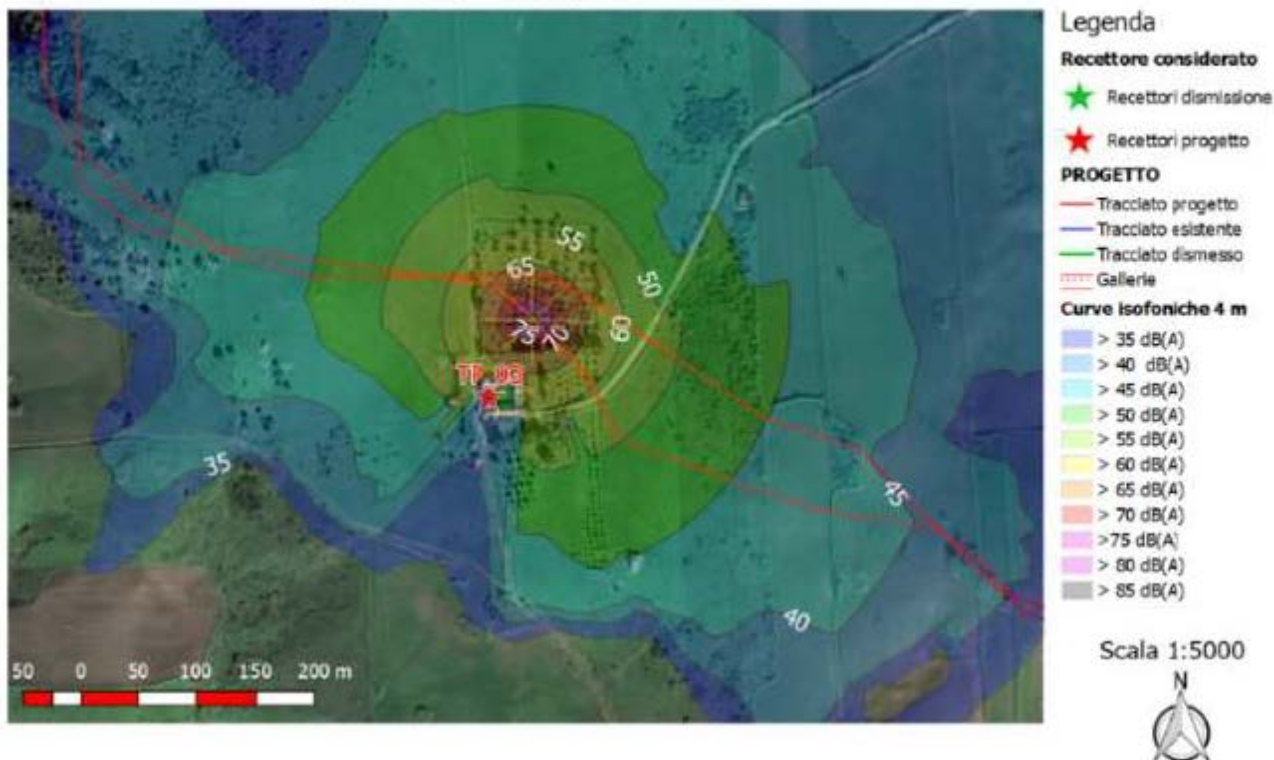 Legenda
Recettore considerato
Recettori dismissione
Recettori progetto
PROGETTO
Tracciato progetto
Tracciato esistente
Tracciato dismesso
Gallerie
Curve isofoniche 4 m
> 35 dB(A)
> 40 dB(A)
> 45 dB(A)
> 50 dB(A)
> 55 dB(A)
> 60 dB(A)
> 65 dB(A)
> 70 dB(A)
>75 dB(A)
> 80 dB(A)
> 85 dB(A)
Scala 1:5000
N
55
65
50
60
75
70
TP 09
35
45
40
50 0 50 100 150 200 m